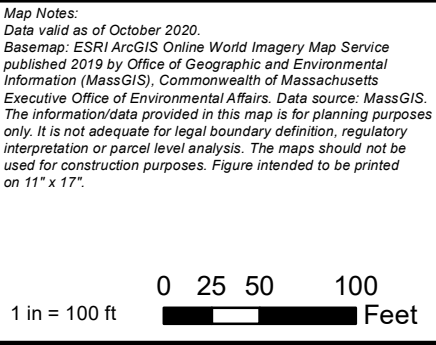 Map Notes:
Data valid as of October 2020.
Basemap: ESRI ArcGIS Online World Imagery Map Service
published 2019 by Office of Geographic and Environmental
Information (MassGIS), Commonwealth of Massachusetts
Executive Office of Environmental Affairs. Data source: MassGIS.
The information/data provided in this map is for planning purposes
only. It is not adequate for legal boundary definition, regulatory
interpretation or parcel level analysis. The maps should not be
used for construction purposes. Figure intended to be printed
on 11" x 17".
0 25 50 100
1 in = 100 ft Feet